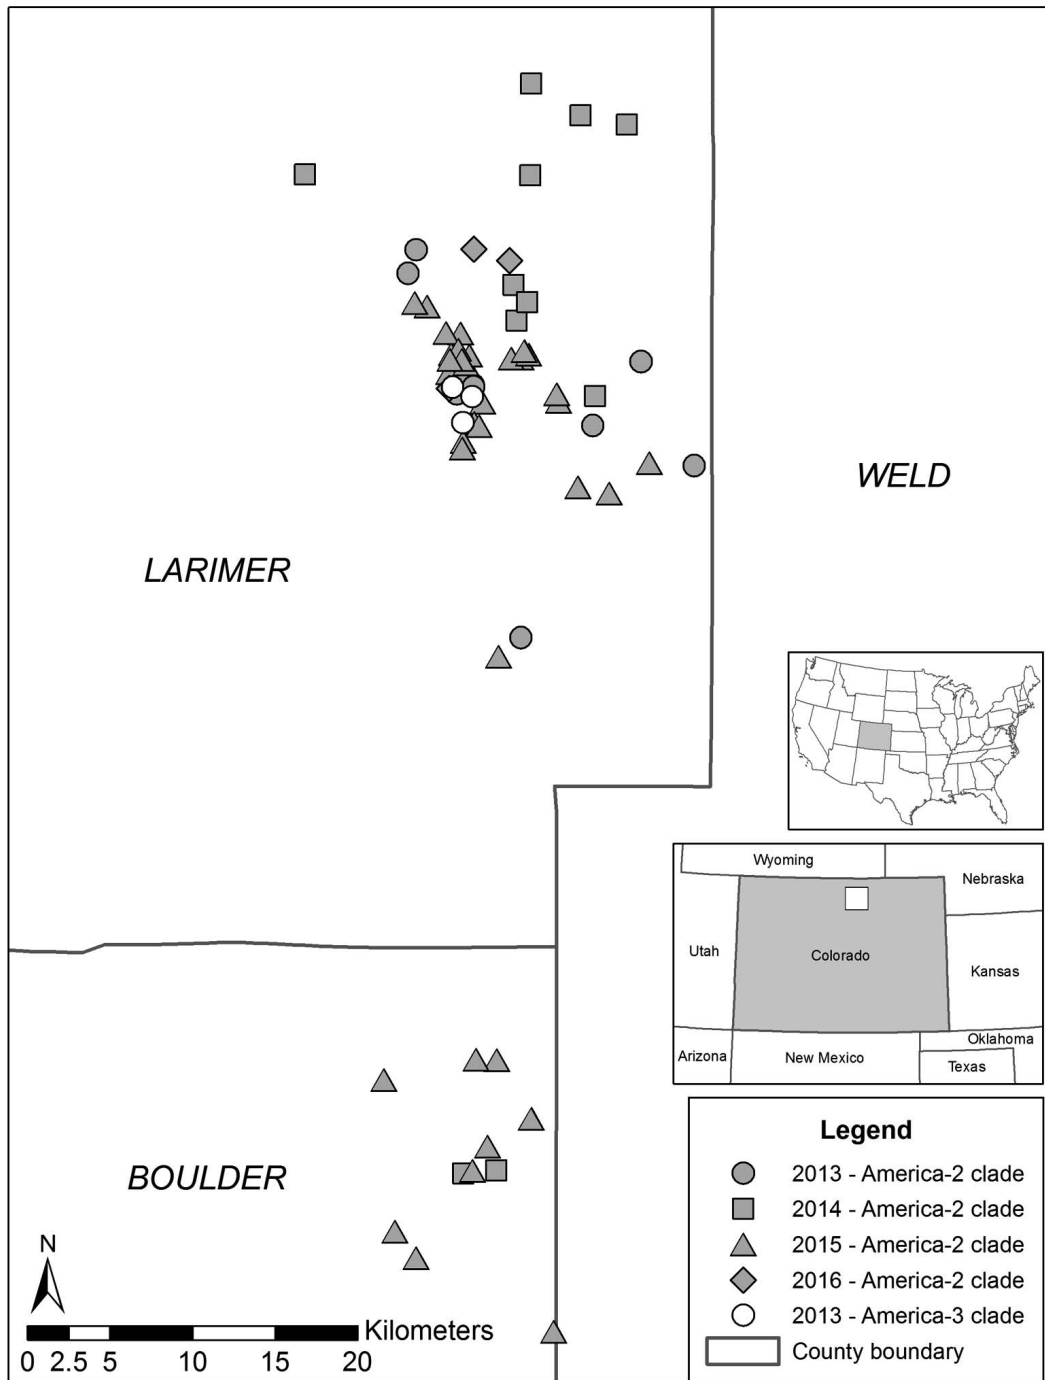 WELD
LARIMER
Wyoming
Nebraska
Utah
Colorado
Kansas
Oklahoma
Arizona
New Mexico
Texas
BOULDER
N
Kilometers
0 2.5 5 10 15 20
Legend
2013 - America-2 clade
2014 - America-2 clade
2015 - America-2 clade
2016 - America-2 clade
2013 - America-3 clade
County boundary